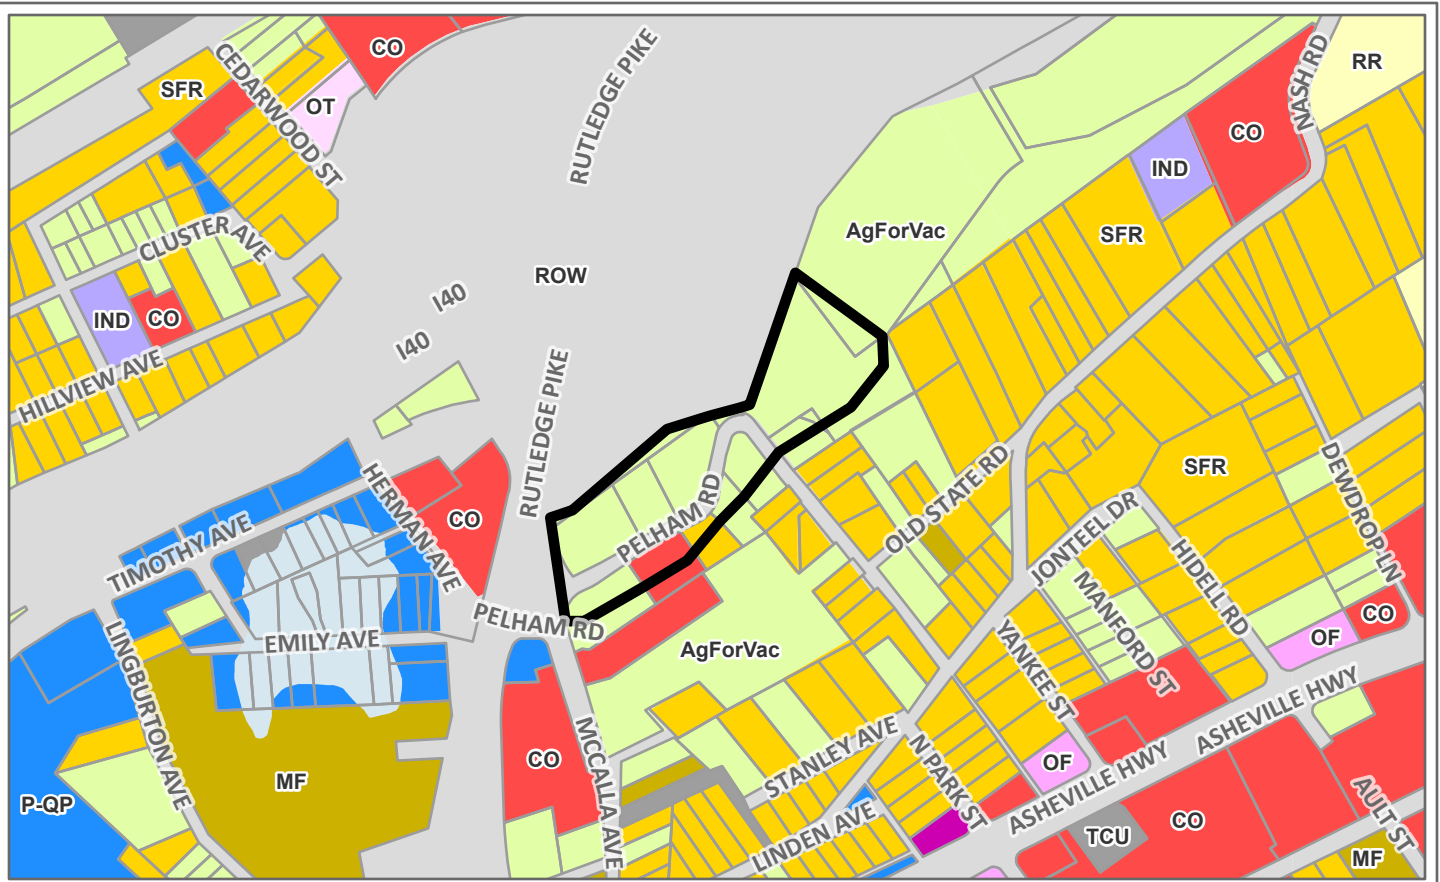 CO
RUTLEDGE PIKE
CEDARWOOD ST
NASH RD
RR
SFR
OT
CO
IND
CLUSTER AVE
AgForVac
SFR
ROW
I40
IND
CO
I40
HILLVIEW AVE
RUTLEDGE PIKE
SFR
DEWDROP LN
HERMAN AVE
CO
PELHAM RD
OLD STATE RD
TIMOTHY AVE
JONTEEL DR
HIDELL RD
MANFORD ST
PELHAM RD
CO
LINGBURTON AVE
EMILY AVE
AgForVac
YANKEE ST
OF
ASHEVILLE HWY
MCCALLA AVE
STANLEY AVE
N PARK ST
CO
OF
MF
ASHEVILLE HWY
P-QP
LINDEN AVE
TCU
CO
AULT ST
MF